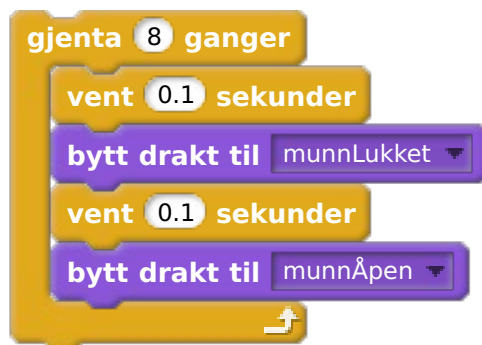 gjenta 8 ganger
vent 0.1 sekunder
bytt drakt til munnLukket
vent 0.1 sekunder
bytt drakt til munnÅpen